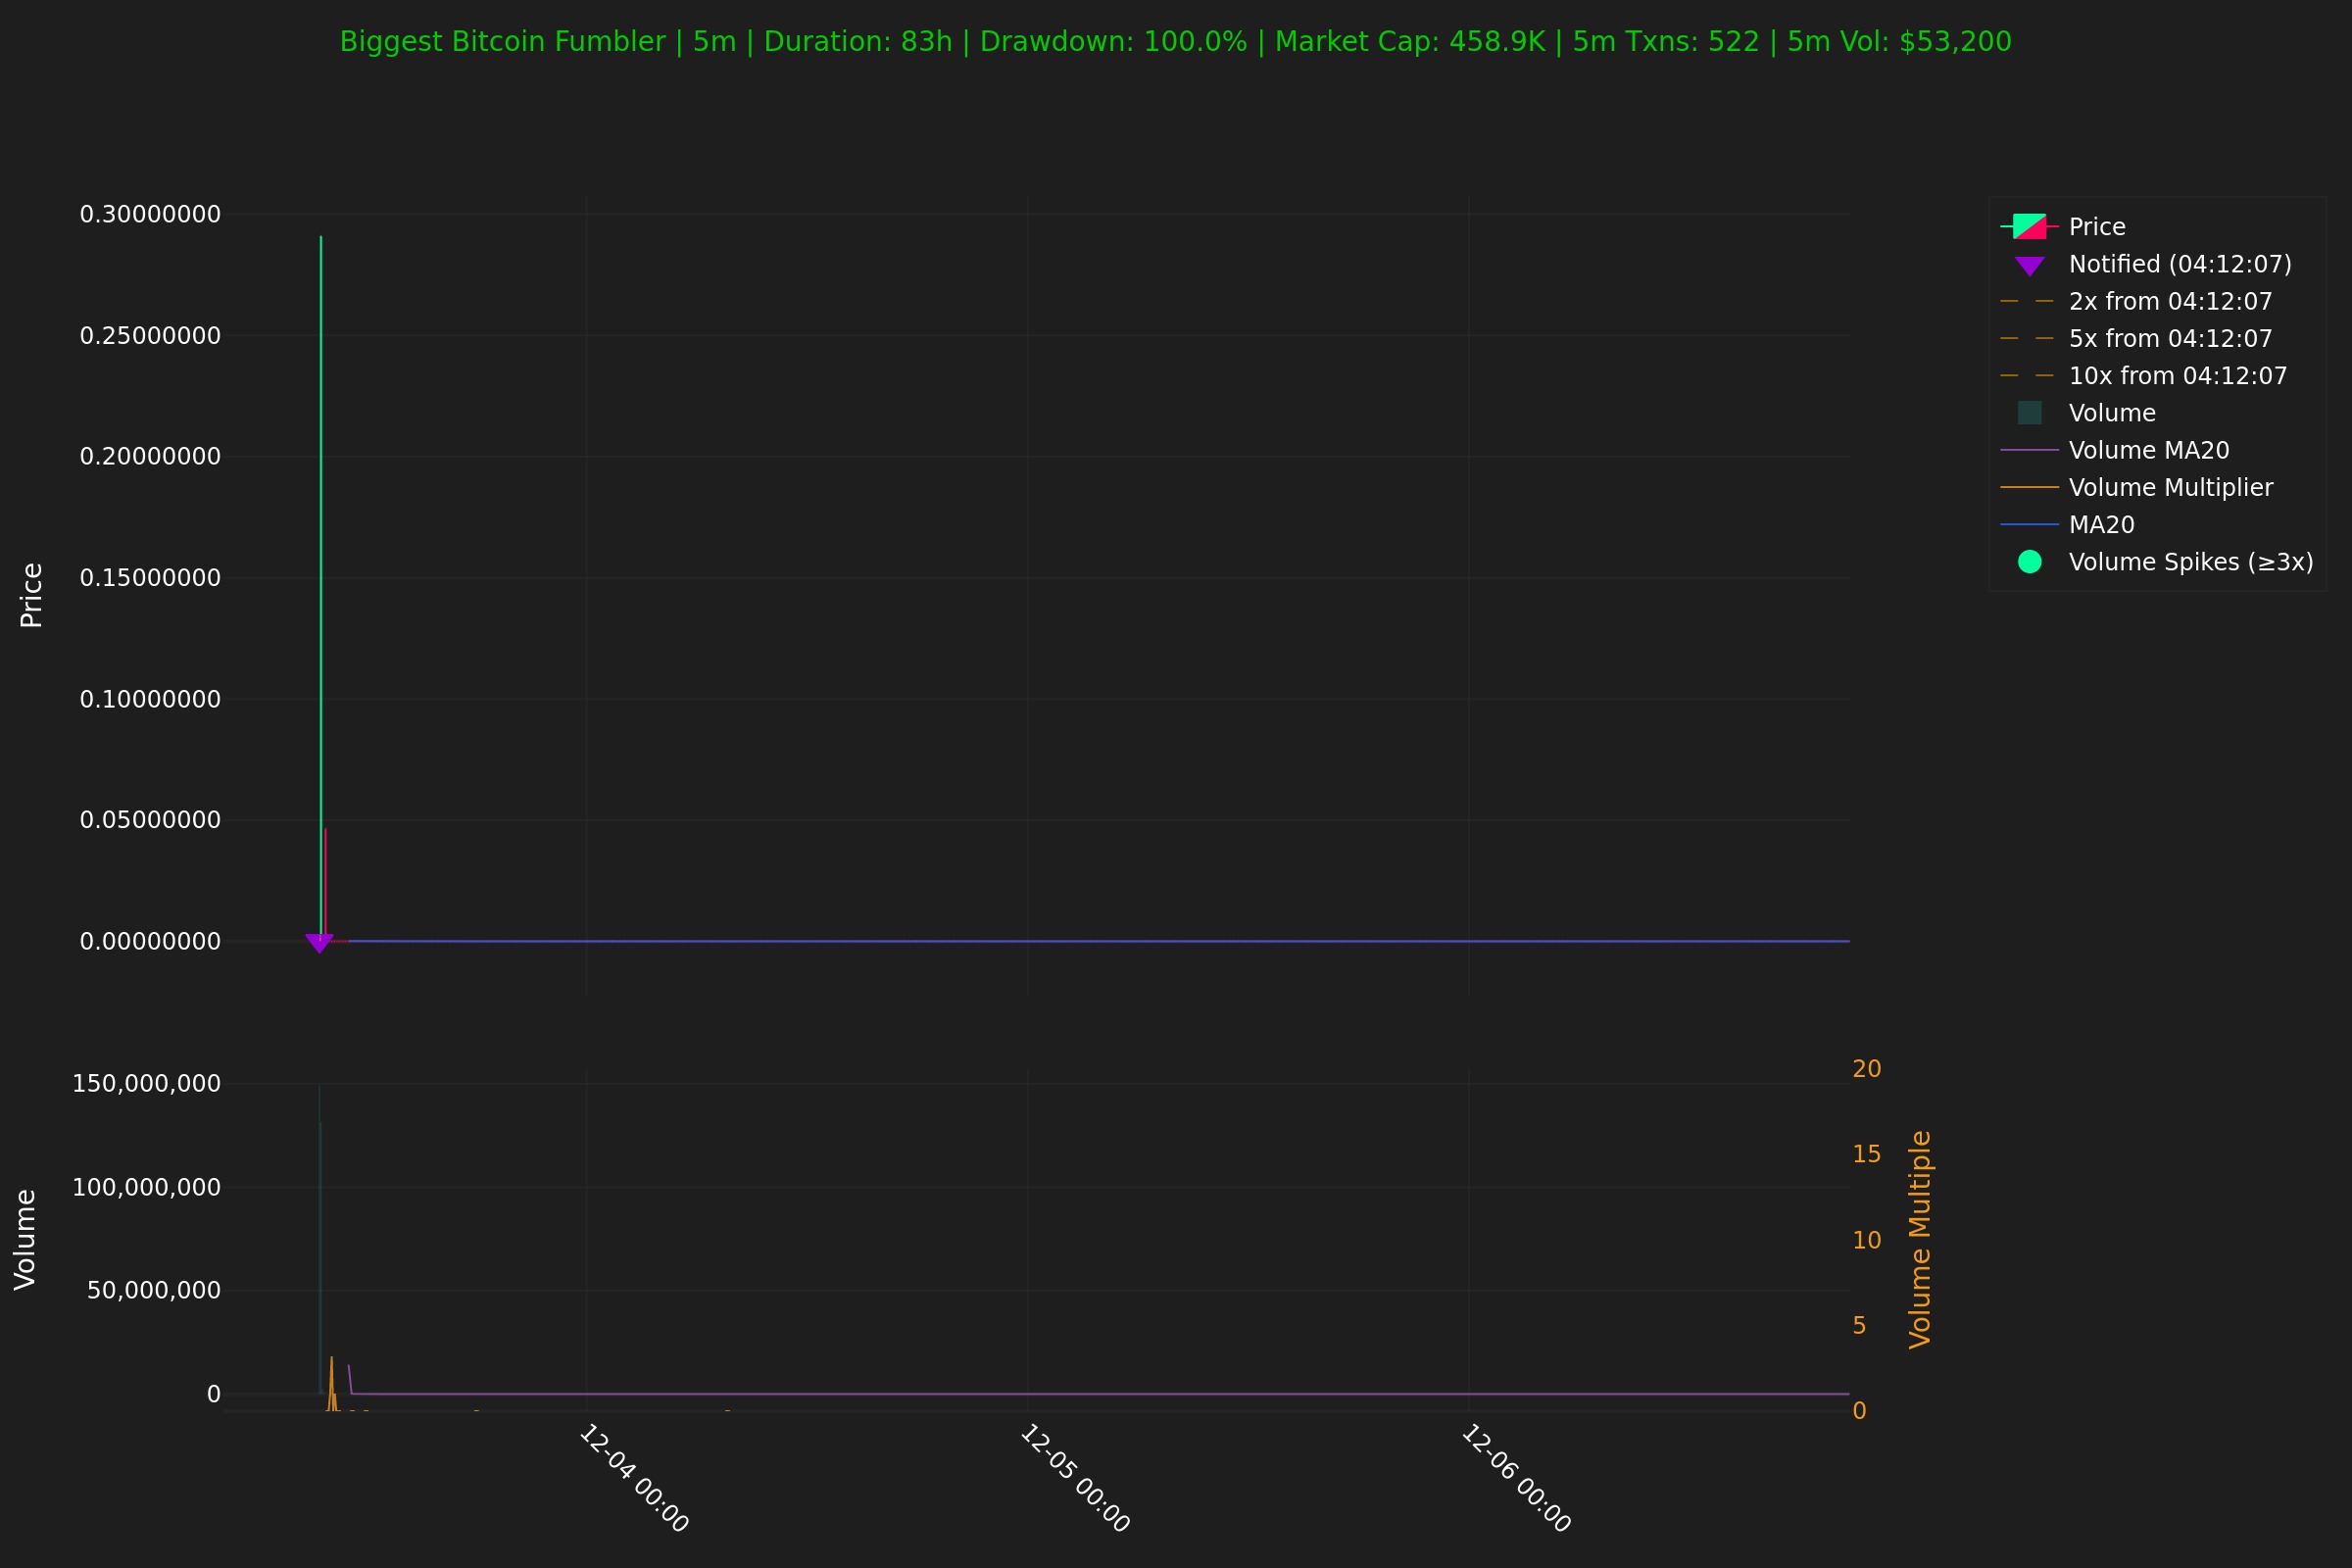 Biggest Bitcoin Fumbler | 5m | Duration: 83h | Drawdown: 100.0% | Market Cap: 458.9K | 5m Txns: 522 | 5m Vol: $53,200
Price
0.30000000
0.25000000
0.20000000
0.15000000
0.10000000
0.05000000
0.00000000
Price
Notified (04:12:07)
2x from 04:12:07
5x from 04:12:07
10x from 04:12:07
Volume
Volume MA20
Volume Multiplier
MA20
Volume Spikes (≥3x)
Volume
150,000,000
100,000,000
50,000,000
0
20
15
10
5
0
Volume Multiple
12-04 00:00
12-05 00:00
12-06 00:00